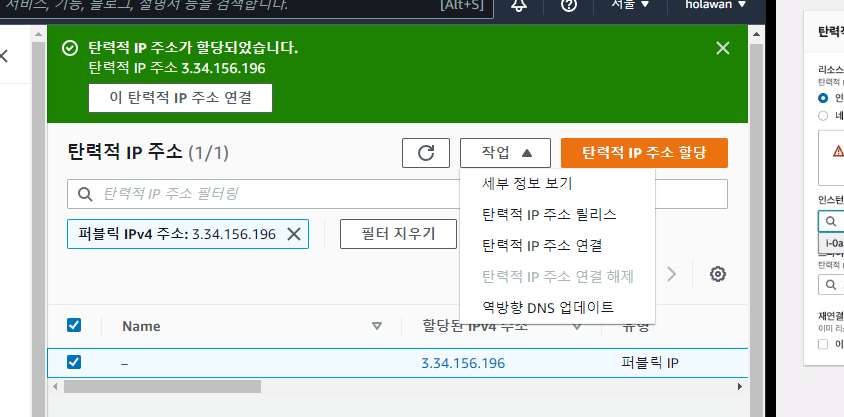 서비스, 기능, 블로그, 설명서 등을 검색합니다.
[Alt+S]
서울
holawan
탄력적 IP 주소가 할당되었습니다.
탄력적 IP 주소 3.34.156.196
이 탄력적 IP 주소 연결
탄력적 IP 주소 (1/1)
작업
탄력적 IP 주소 할당
탄력적 IP 주소 필터링
세부 정보 보기
탄력적 IP 주소 릴리스
탄력적 IP 주소 연결
탄력적 IP 주소 연결 해제
역방향 DNS 업데이트
퍼블릭 IPv4 주소: 3.34.156.196
필터 지우기
Name
할당된 IPv4 주소
유형
–
3.34.156.196
퍼블릭 IP
탄력적
리소스
탄력적
인스턴
i-0a
탄력적
재연결
이미 리